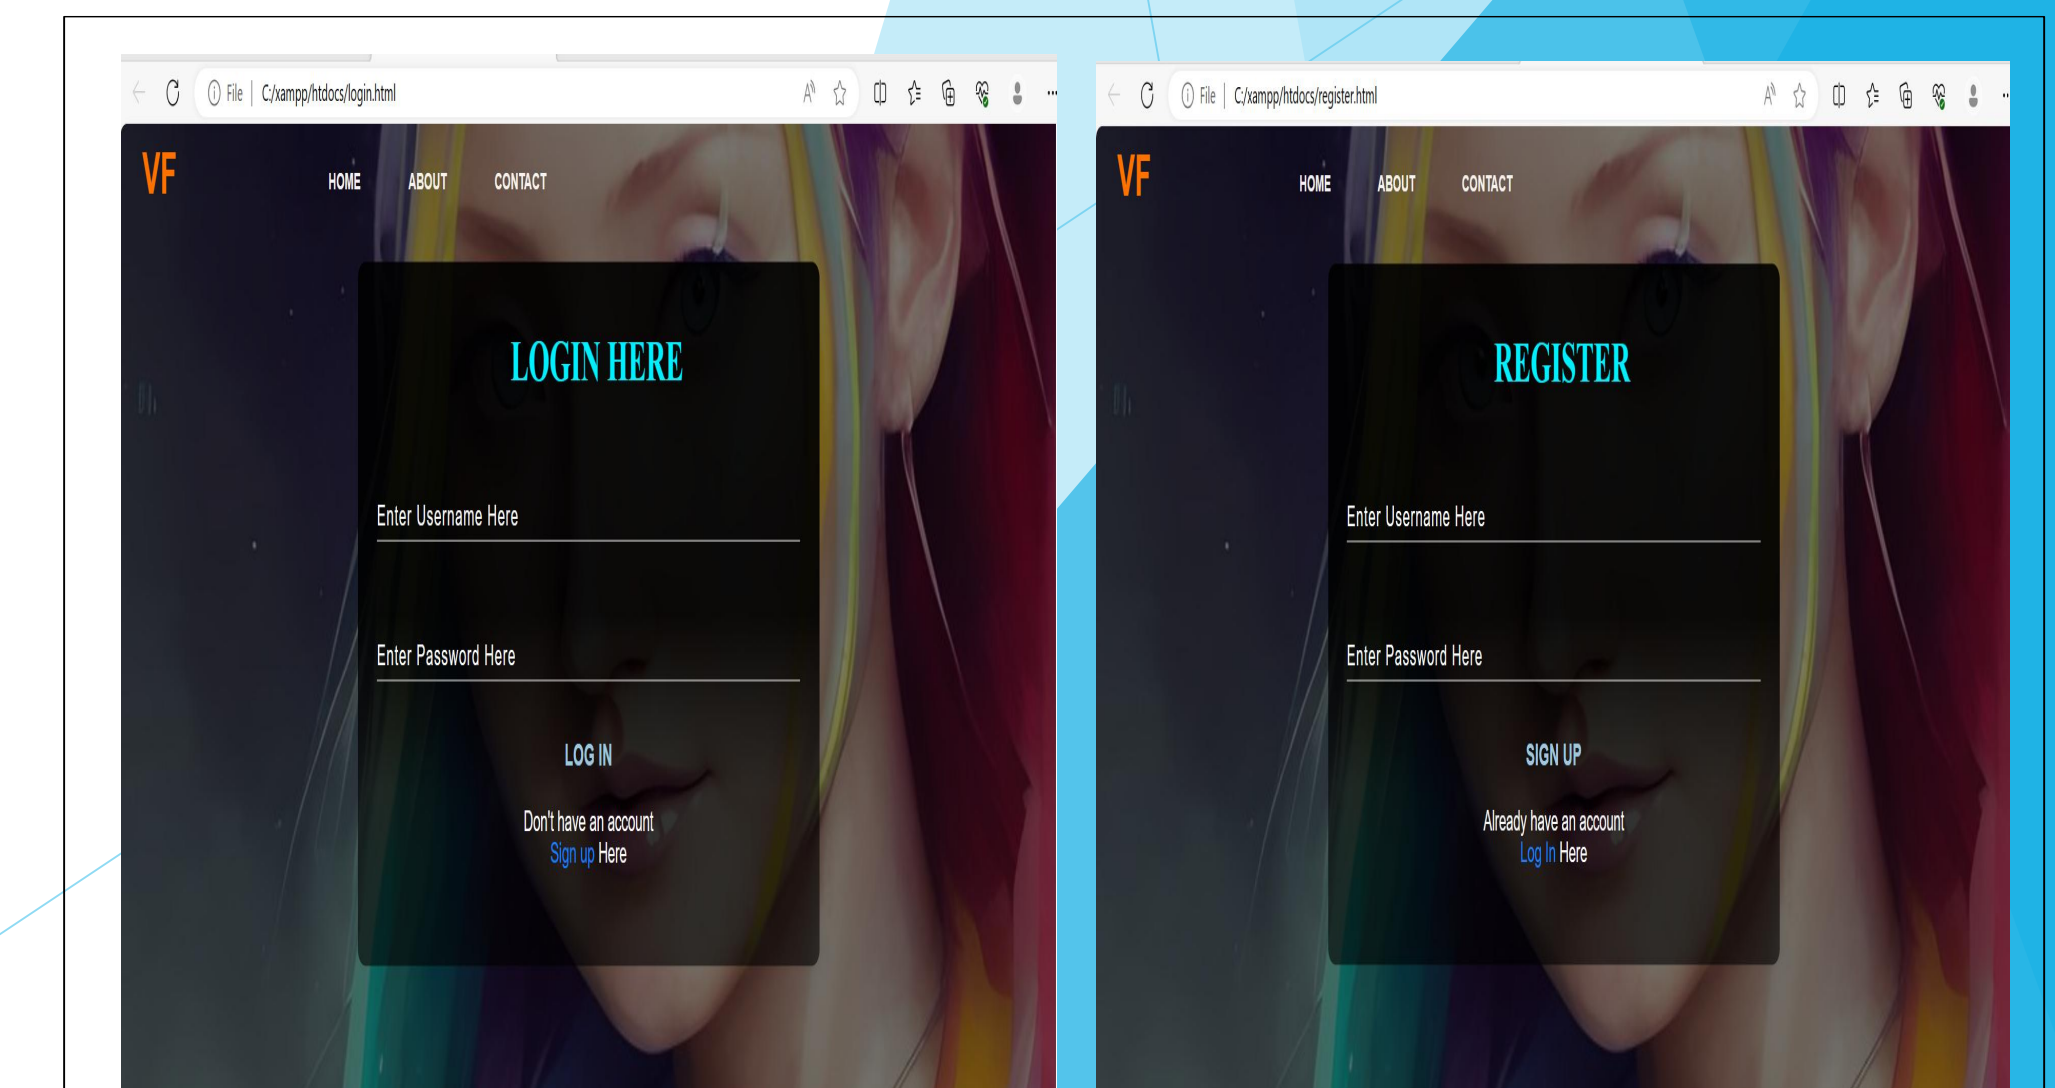 File | C:/xampp/htdocs/login.html
VF
HOME ABOUT CONTACT
LOGIN HERE
Enter Username Here
Enter Password Here
LOG IN
Don't have an account
Sign up Here
File | C:/xampp/htdocs/register.html
VF
HOME ABOUT CONTACT
REGISTER
Enter Username Here
Enter Password Here
SIGN UP
Already have an account
Log In Here